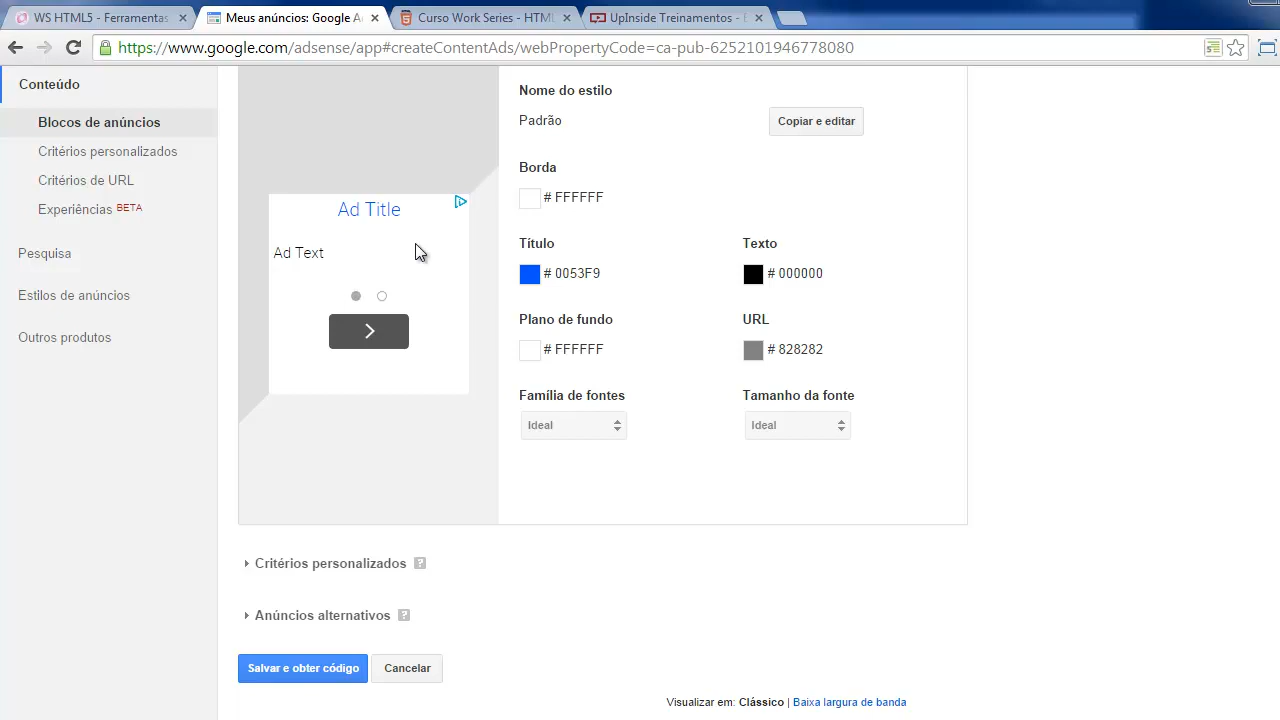 WS HTML5 - Ferramentas
Meus anúncios: Google A
Curso Work Series - HTML
UpInside Treinamentos -
https://www.google.com/adsense/app#createContentAds/webPropertyCode=ca-pub-6252101946778080
Conteúdo
Blocos de anúncios
Critérios personalizados
Critérios de URL
Experiências BETA
Pesquisa
Estilos de anúncios
Outros produtos
Ad Title
Ad Text
Nome do estilo
Padrão
Copiar e editar
Borda
# FFFFFF
Título
Texto
# 0053F9
# 000000
Plano de fundo
URL
# FFFFFF
# 828282
Família de fontes
Tamanho da fonte
Ideal
Ideal
Critérios personalizados ?
Anúncios alternativos ?
Salvar e obter código
Cancelar
Visualizar em: Clássico | Baixa largura de banda